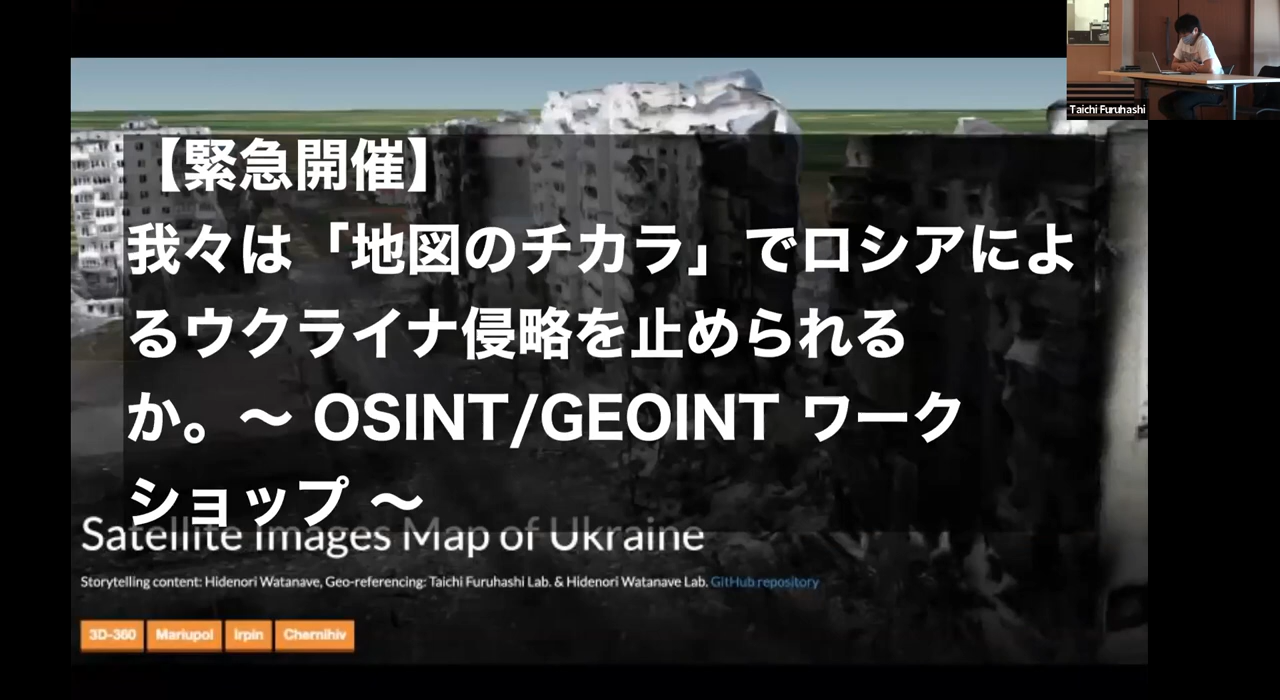 Taichi Furuhashi
【緊急開催】
我々は「地図のチカラ」でロシアによ
るウクライナ侵略を止められる
か。〜 OSINT/GEOINT ワーク
ショップ 〜
Satellite Images Map of Ukraine
Storytelling content: Hidenori Watanave, Geo-referencing: Taichi Furuhashi Lab. & Hidenori Watanave Lab. GitHub repository
3D-360 Mariupol Irpin Chernihiv